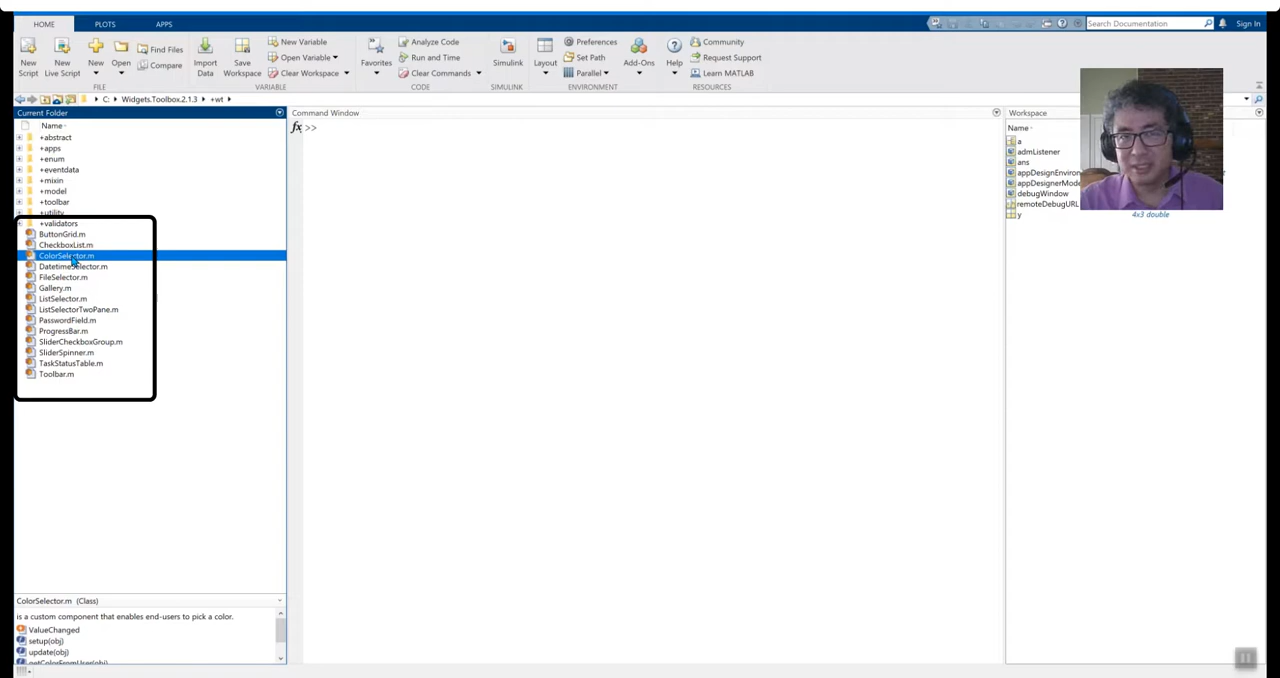 HOME PLOTS APPS
Search Documentation
Sign In
New Script
New Live Script
New
Open
Find Files
Compare
FILE
Import Data
Save Workspace
New Variable
Open Variable
Clear Workspace
VARIABLE
Favorites
Analyze Code
Run and Time
Clear Commands
CODE
Simulink
SIMULINK
Layout
Preferences
Set Path
Parallel
Add-Ons
ENVIRONMENT
Help
Community
Request Support
Learn MATLAB
RESOURCES
C: Widgets.Toolbox.2.1.3 +wt
Current Folder
Name
+abstract
+apps
+enum
+eventdata
+mixin
+model
+toolbar
+utility
+validators
ButtonGrid.m
CheckboxList.m
ColorSelector.m
DatetimeSelector.m
FileSelector.m
Gallery.m
ListSelector.m
ListSelectorTwoPane.m
PasswordField.m
ProgressBar.m
SliderCheckboxGroup.m
SliderSpinner.m
TaskStatusTable.m
Toolbar.m
ColorSelector.m (Class)
is a custom component that enables end-users to pick a color.
ValueChanged
setup(obj)
update(obj)
getColorFromUser(obj)
Command Window
fx >>
Workspace
Name
a
admListener
ans
appDesignEnviron
appDesignerMode
debugWindow
remoteDebugURL
y
4x3 double